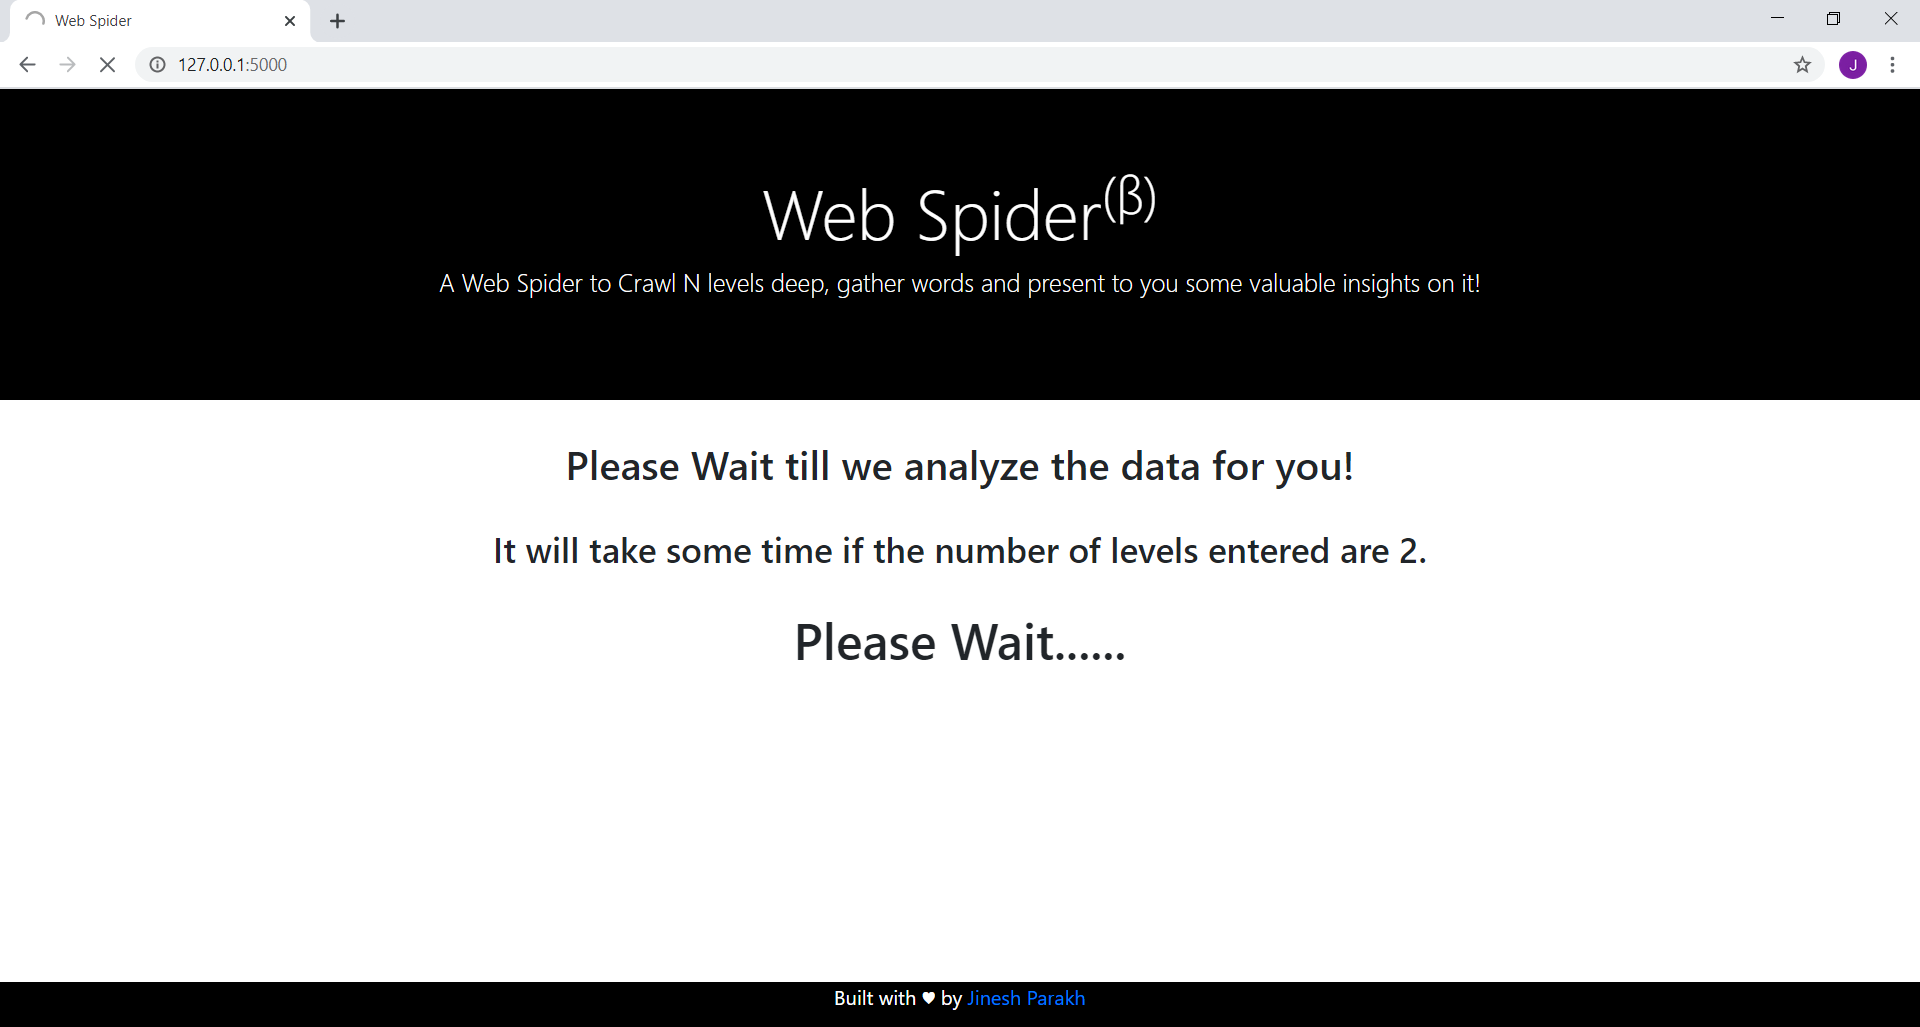 Web Spider
127.0.0.1:5000
J
Web Spider(β)
A Web Spider to Crawl N levels deep, gather words and present to you some valuable insights on it!
Please Wait till we analyze the data for you!
It will take some time if the number of levels entered are 2.
Please Wait......
Built with ♥ by Jinesh Parakh